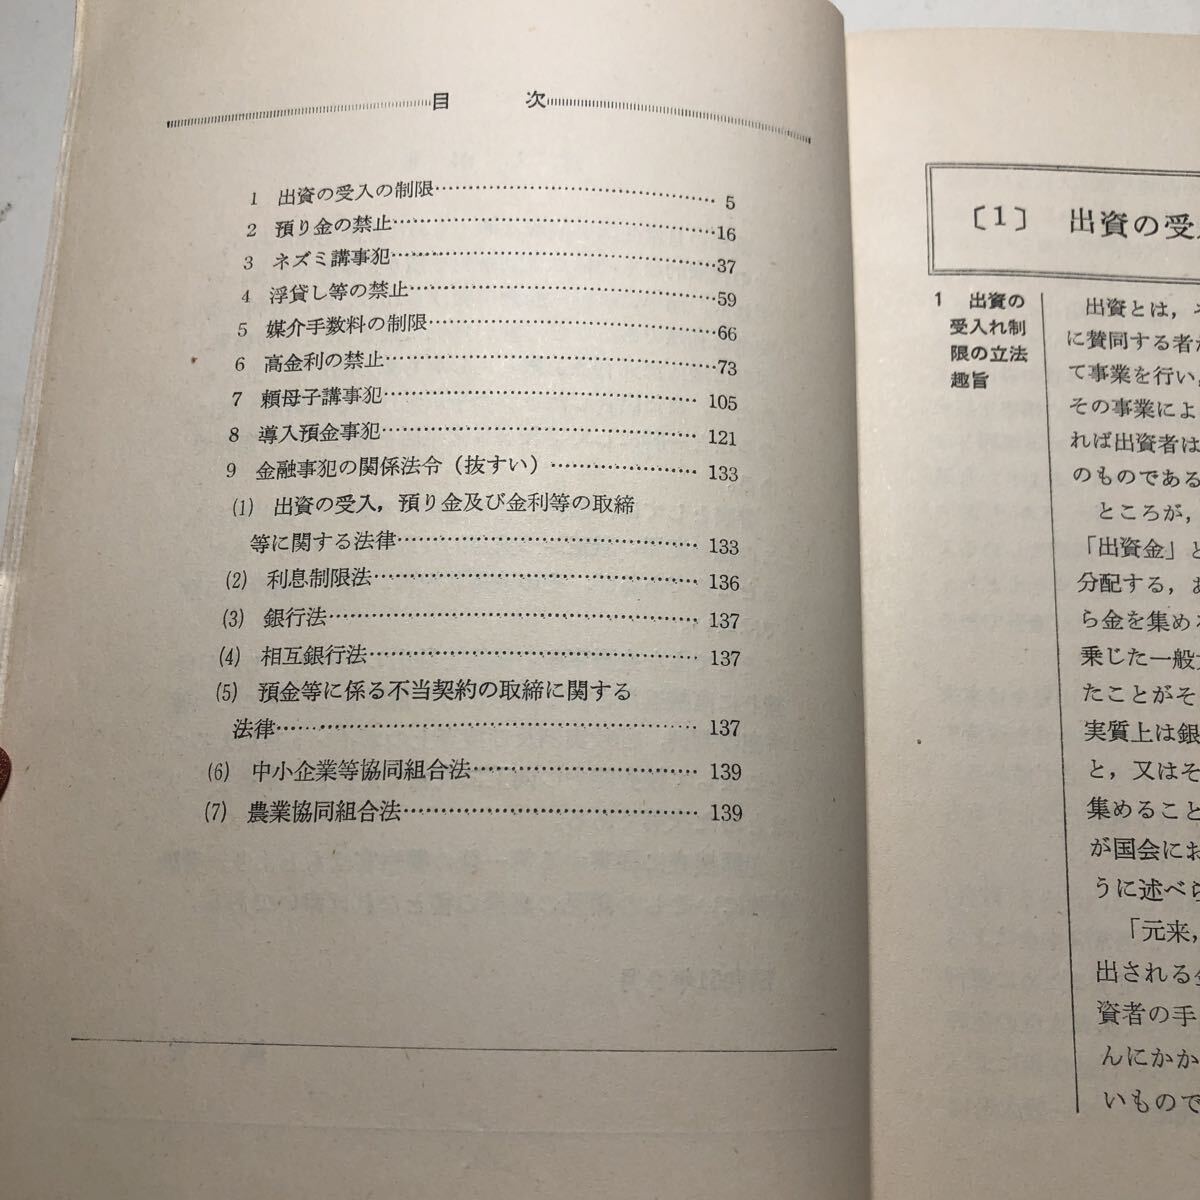 目　次
1　出資の受入の制限…………………………5
2　預り金の禁止…………………………16
3　ネズミ講事犯…………………………37
4　浮貸し等の禁止…………………………59
5　媒介手数料の制限…………………………66
6　高金利の禁止…………………………73
7　頼母子講事犯…………………………105
8　導入預金事犯…………………………121
9　金融事犯の関係法令（抜すい）……………133
(1)　出資の受入，預り金及び金利等の取締
等に関する法律…………………………133
(2)　利息制限法…………………………136
(3)　銀行法…………………………137
(4)　相互銀行法…………………………137
(5)　預金等に係る不当契約の取締に関する
法律…………………………137
(6)　中小企業等協同組合法…………………139
(7)　農業協同組合法…………………………139
〔1〕　出資の受
1　出資の
受入れ制
限の立法
趣旨
出資とは，
に賛同する者
て事業を行い，
その事業によ
れば出資者は
のものである
ところが，
「出資金」と
分配する，
ら金を集め
乗じた一般
たことがそ
実質上は銀
と，又はそ
集めること
が国会にお
うに述べら
「元来，
出される
資者の手
んにかか
いもので